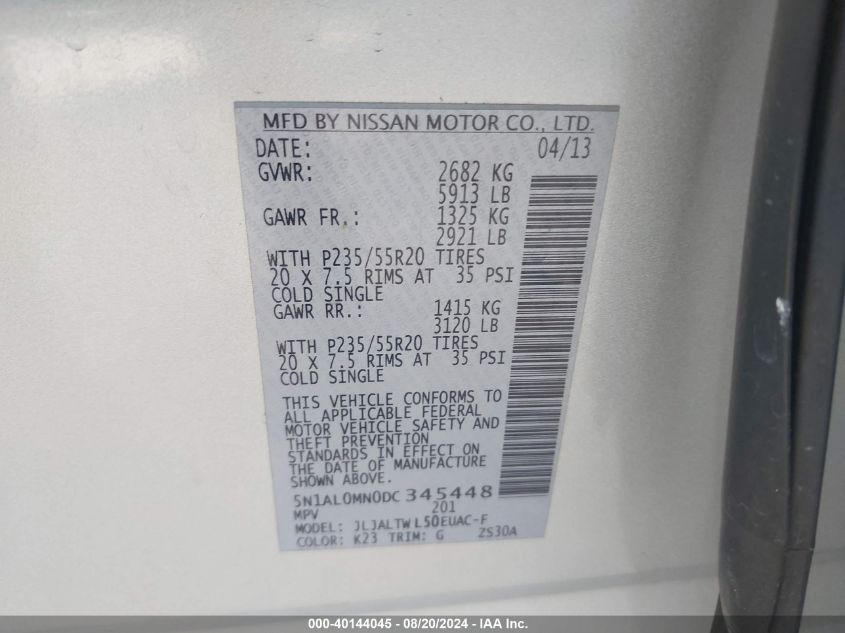 MFD BY NISSAN MOTOR CO., LTD.
DATE: 04/13
GVWR: 2682 KG
5913 LB
GAWR FR.: 1325 KG
2921 LB
WITH P235/55R20 TIRES
20 X 7.5 RIMS AT 35 PSI
COLD SINGLE
GAWR RR.: 1415 KG
3120 LB
WITH P235/55R20 TIRES
20 X 7.5 RIMS AT 35 PSI
COLD SINGLE
THIS VEHICLE CONFORMS TO
ALL APPLICABLE FEDERAL
MOTOR VEHICLE SAFETY AND
THEFT PREVENTION
STANDARDS IN EFFECT ON
THE DATE OF MANUFACTURE
SHOWN ABOVE.
5N1AL0MN0DC 345448
MPV 201
MODEL: JLJALTWL50EUAC-F
COLOR: K23 TRIM: G ZS30A
000-40144045 - 08/20/2024 - IAA Inc.